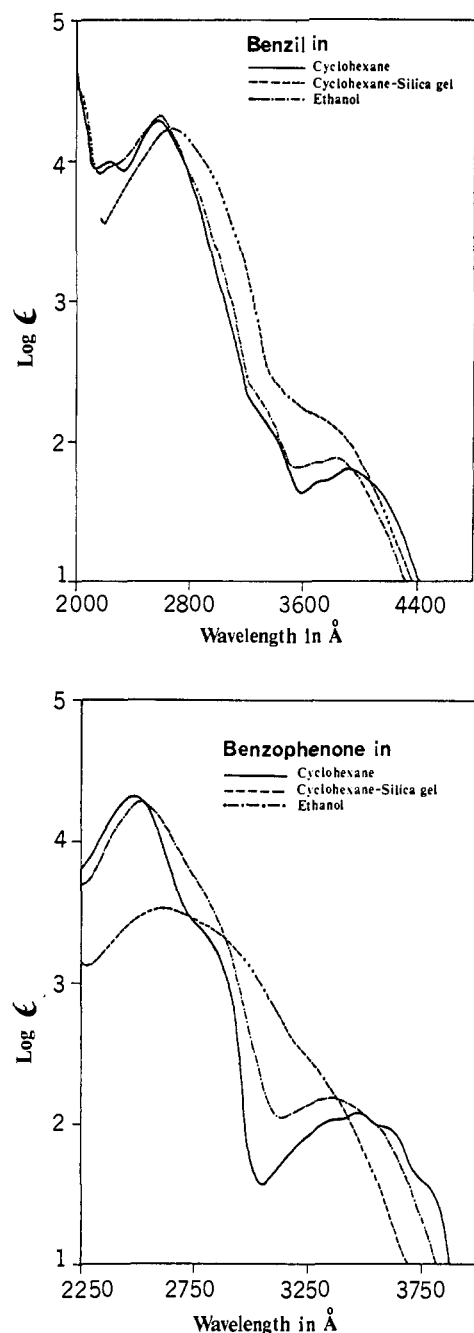 5
Benzil in
Cyclohexane
Cyclohexane-Silica gel
Ethanol
4
3
Log ϵ
2
1
2000 2800 3600 4400
Wavelength in Å
5
Benzophenone in
Cyclohexane
Cyclohexane-Silica gel
Ethanol
4
3
Log ϵ
2
1
2250 2750 3250 3750
Wavelength in Å